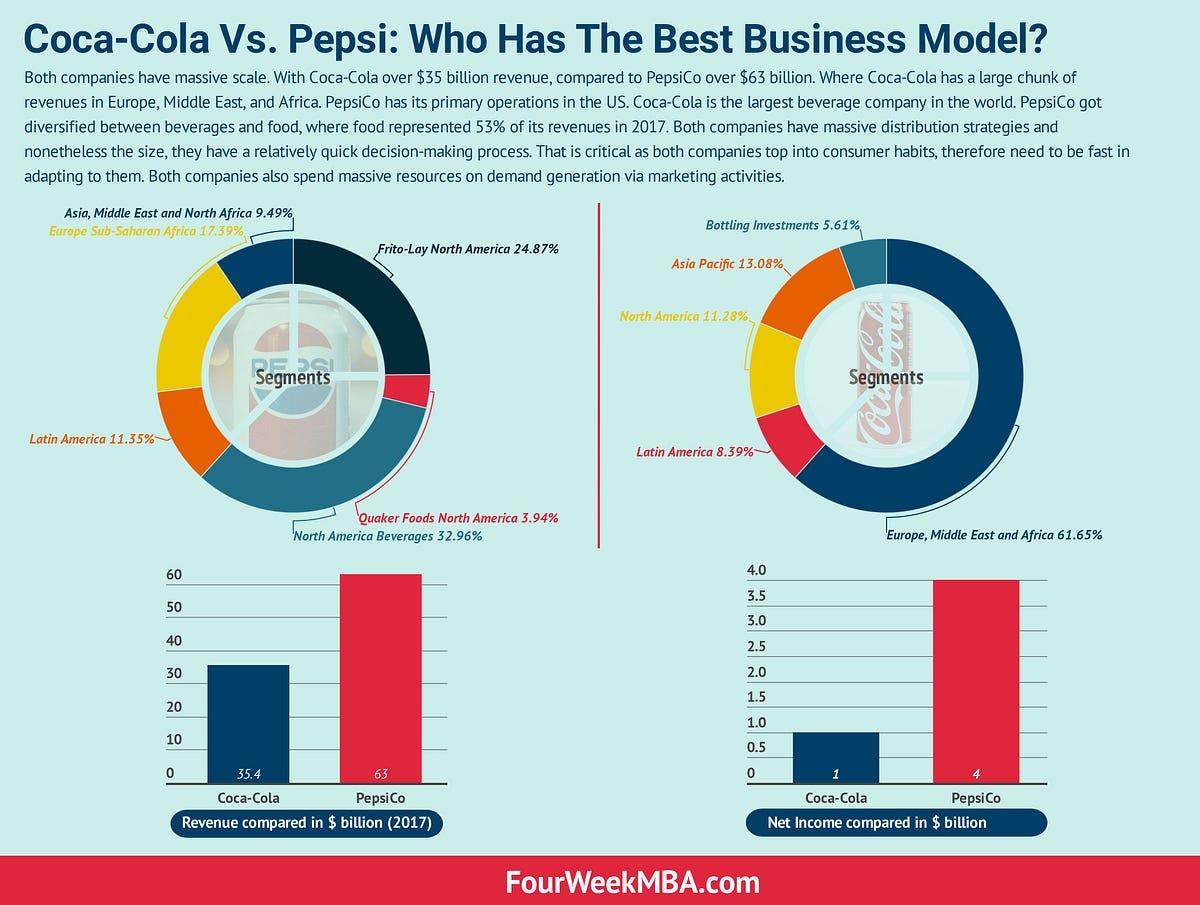 Coca-Cola Vs. Pepsi: Who Has The Best Business Model?
Both companies have massive scale. With Coca-Cola over $35 billion revenue, compared to PepsiCo over $63 billion. Where Coca-Cola has a large chunk of
revenues in Europe, Middle East, and Africa. PepsiCo has its primary operations in the US. Coca-Cola is the largest beverage company in the world. PepsiCo got
diversified between beverages and food, where food represented 53% of its revenues in 2017. Both companies have massive distribution strategies and
nonetheless the size, they have a relatively quick decision-making process. That is critical as both companies top into consumer habits, therefore need to be fast in
adapting to them. Both companies also spend massive resources on demand generation via marketing activities.
Asia, Middle East and North Africa 9.49%
Europe Sub-Saharan Africa 17.39%
Frito-Lay North America 24.87%
PEPSI
Segments
Latin America 11.35%
Quaker Foods North America 3.94%
North America Beverages 32.96%
Bottling Investments 5.61%
Asia Pacific 13.08%
North America 11.28%
Coca-Cola
Segments
Latin America 8.39%
Europe, Middle East and Africa 61.65%
60
50
40
30
20
10
0
35.4
63
Coca-Cola
PepsiCo
Revenue compared in $ billion (2017)
4.0
3.5
3.0
2.5
2.0
1.5
1.0
0.5
0
1
4
Coca-Cola
PepsiCo
Net Income compared in $ billion
FourWeekMBA.com